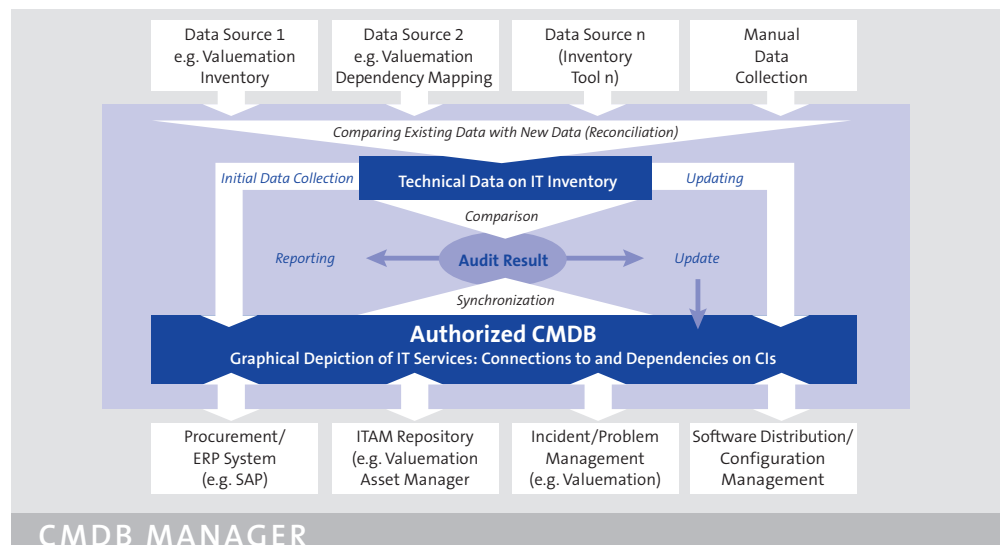 Data Source 1
e.g. Valuemation
Inventory
Data Source 2
e.g. Valuemation
Dependency Mapping
Data Source n
(Inventory
Tool n)
Manual
Data
Collection
Comparing Existing Data with New Data (Reconciliation)
Initial Data Collection
Technical Data on IT Inventory
Updating
Comparison
Reporting
Audit Result
Update
Synchronization
Authorized CMDB
Graphical Depiction of IT Services: Connections to and Dependencies on CIs
Procurement/
ERP System
(e.g. SAP)
ITAM Repository
(e.g. Valuemation
Asset Manager
Incident/Problem
Management
(e.g. Valuemation)
Software Distribution/
Configuration
Management
CMDB MANAGER